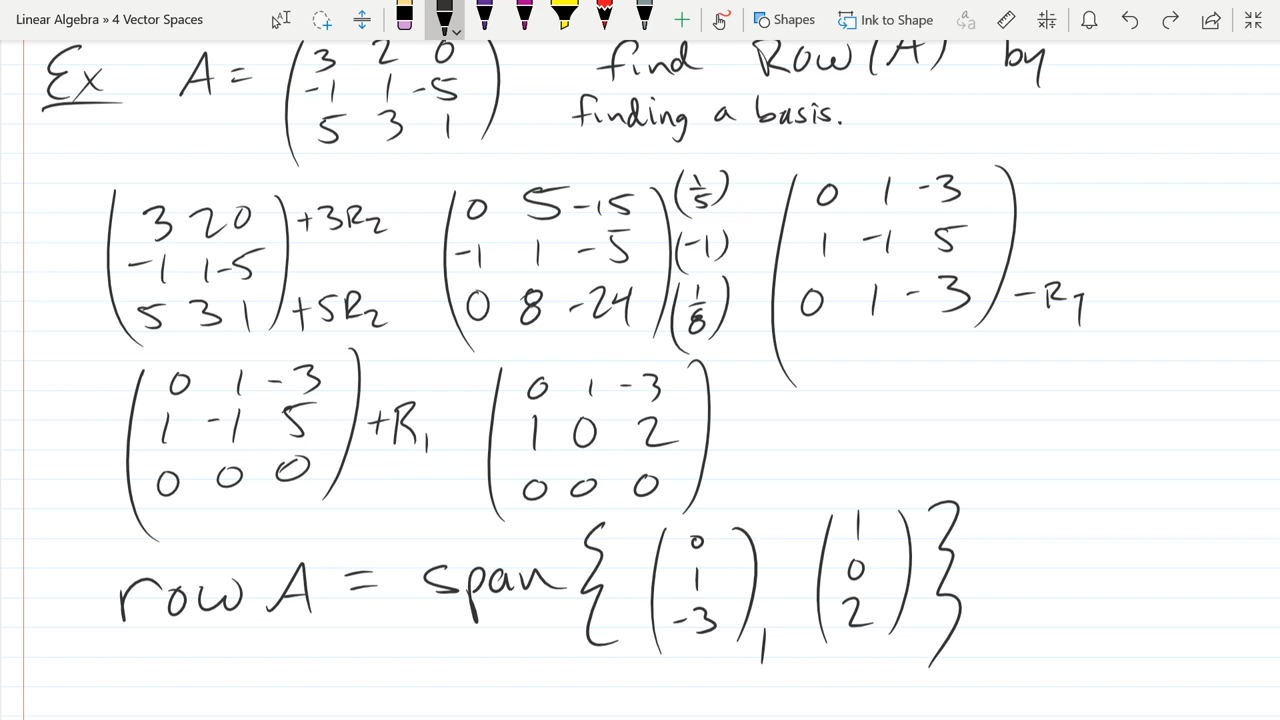 Linear Algebra » 4 Vector Spaces Shapes Ink to Shape
Ex A = (3 2 0 find Row(A) by
-1 1 -5 finding a basis.
5 3 1)
(3 2 0) +3R2 (0 5 -15) (1/5) (0 1 -3)
(-1 1 -5) (-1 1 -5) (-1) (1 -1 5)
(5 3 1) +5R2 (0 8 -24) (1/8) (0 1 -3) -R1
(0 1 -3) (0 1 -3)
(1 -1 5) +R1 (1 0 2)
(0 0 0) (0 0 0)
row A = span { (0 1 -3), (1 0 2) }